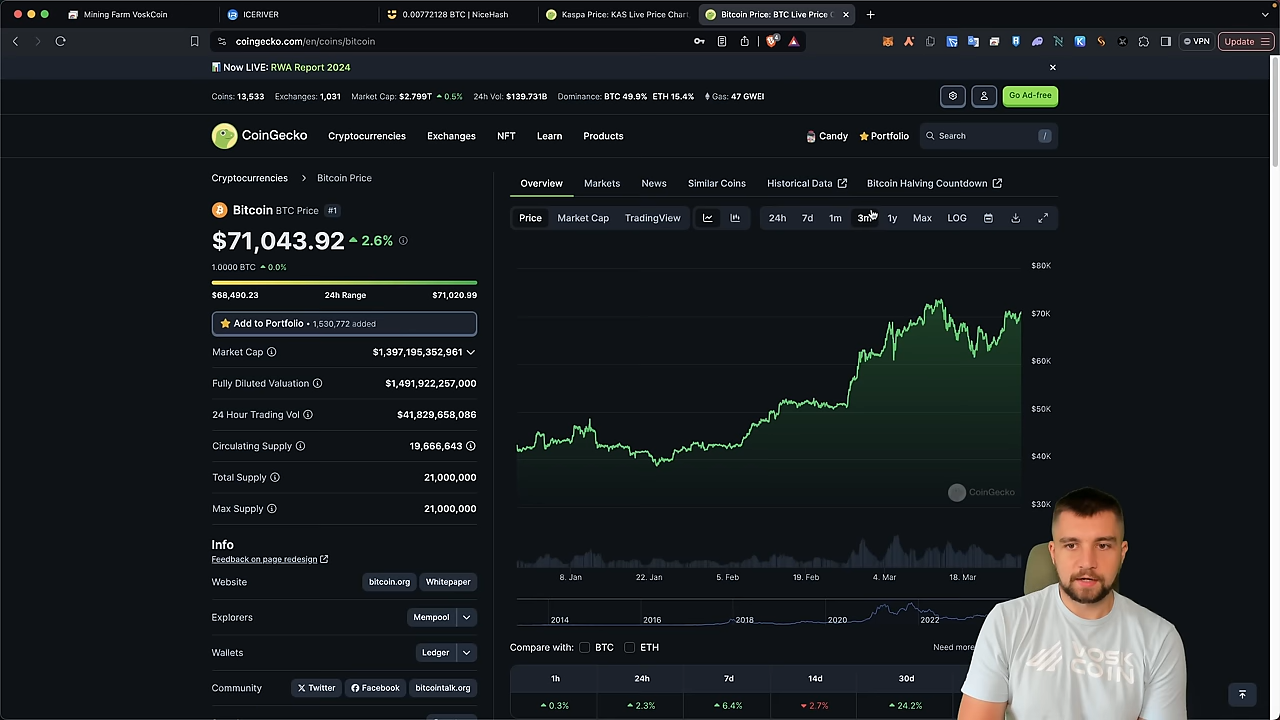 Mining Farm VoskCoin
ICERIVER
0.00772128 BTC | NiceHash
Kaspa Price: KAS Live Price Chart
Bitcoin Price: BTC Live Price C
coingecko.com/en/coins/bitcoin
VPN
Update
Now LIVE: RWA Report 2024
Coins: 13,533 Exchanges: 1,031 Market Cap: $2.799T 0.5% 24h Vol: $139.731B Dominance: BTC 49.9% ETH 15.4% Gas: 47 GWEI
Go Ad-free
CoinGecko Cryptocurrencies Exchanges NFT Learn Products
Candy Portfolio Search /
Cryptocurrencies > Bitcoin Price
Bitcoin BTC Price #1
$71,043.92 2.6%
1.0000 BTC 0.0%
$68,490.23 24h Range $71,020.99
Add to Portfolio • 1,530,772 added
Market Cap $1,397,195,352,961
Fully Diluted Valuation $1,491,922,257,000
24 Hour Trading Vol $41,829,658,086
Circulating Supply 19,666,643
Total Supply 21,000,000
Max Supply 21,000,000
Info
Feedback on page redesign
Website bitcoin.org Whitepaper
Explorers Mempool
Wallets Ledger
Community X Twitter Facebook bitcointalk.org
Overview Markets News Similar Coins Historical Data Bitcoin Halving Countdown
Price Market Cap TradingView 24h 7d 1m 3m 1y Max LOG
$80K
$70K
$60K
$50K
$40K
$30K
CoinGecko
8. Jan 22. Jan 5. Feb 19. Feb 4. Mar 18. Mar
2014 2016 2018 2020 2022
Compare with: BTC ETH Need more
1h 24h 7d 14d 30d
0.3% 2.3% 6.4% 2.7% 24.2%
VOSK
COIN